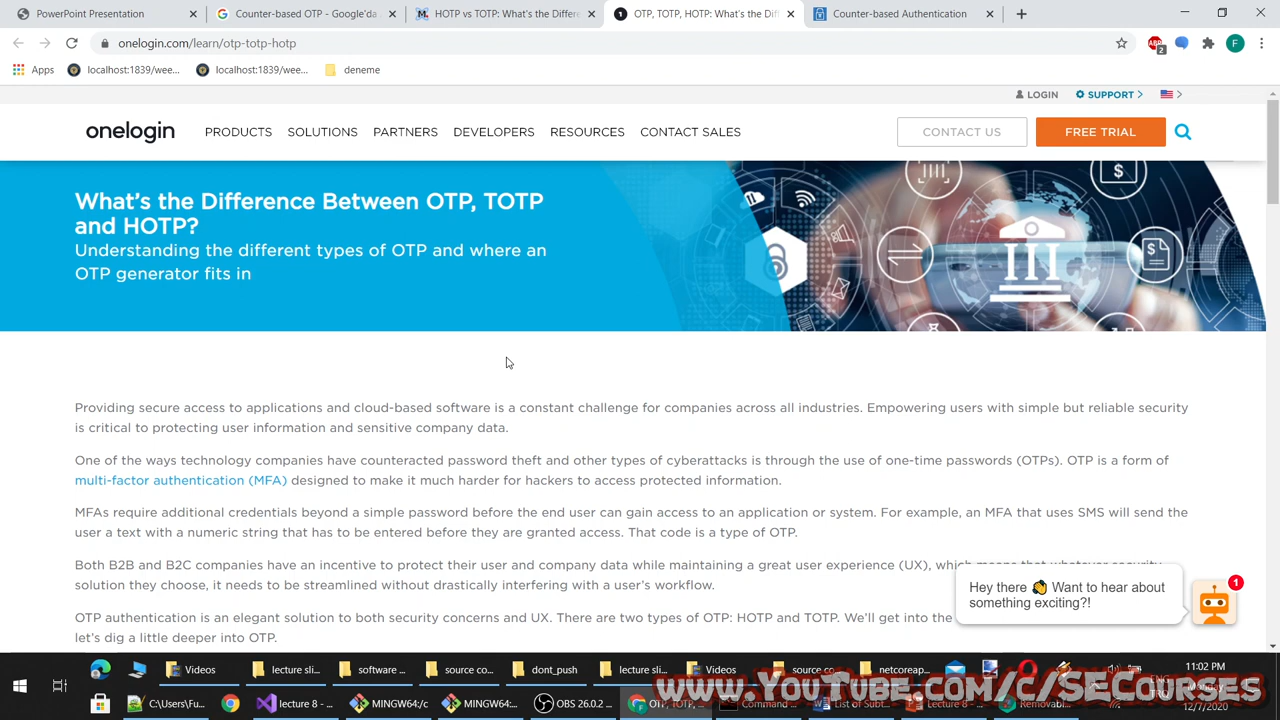 PowerPoint Presentation
Counter-based OTP - Google'da
HOTP vs TOTP: What's the Differe
OTP, TOTP, HOTP: What's the Dif
Counter-based Authentication
onelogin.com/learn/otp-totp-hotp
ABP
2
F
Apps
localhost:1839/wee...
localhost:1839/wee...
deneme
LOGIN
SUPPORT
onelogin
PRODUCTS
SOLUTIONS
PARTNERS
DEVELOPERS
RESOURCES
CONTACT SALES
CONTACT US
FREE TRIAL
What's the Difference Between OTP, TOTP
and HOTP?
Understanding the different types of OTP and where an
OTP generator fits in
Providing secure access to applications and cloud-based software is a constant challenge for companies across all industries. Empowering users with simple but reliable security
is critical to protecting user information and sensitive company data.
One of the ways technology companies have counteracted password theft and other types of cyberattacks is through the use of one-time passwords (OTPs). OTP is a form of
multi-factor authentication (MFA) designed to make it much harder for hackers to access protected information.
MFAs require additional credentials beyond a simple password before the end user can gain access to an application or system. For example, an MFA that uses SMS will send the
user a text with a numeric string that has to be entered before they are granted access. That code is a type of OTP.
Both B2B and B2C companies have an incentive to protect their user and company data while maintaining a great user experience (UX), which means that whatever security
solution they choose, it needs to be streamlined without drastically interfering with a user's workflow.
OTP authentication is an elegant solution to both security concerns and UX. There are two types of OTP: HOTP and TOTP. We'll get into the
let's dig a little deeper into OTP.
Hey there 👏 Want to hear about
something exciting?!
1
Videos
lecture sli...
software ...
source co...
dont_push
lecture sli...
Videos
source co...
netcoreap...
11:02 PM
Monday
12/7/2020
ENG
TRQ
C:\Users\Fu...
lecture 8 - ...
MINGW64:/c
MINGW64:/...
OBS 26.0.2 ...
OTP, TOTP, ...
Command ...
List of Subt...
Lecture 8 - ...
Removabl...
www.YouTube.com/c/SECourses